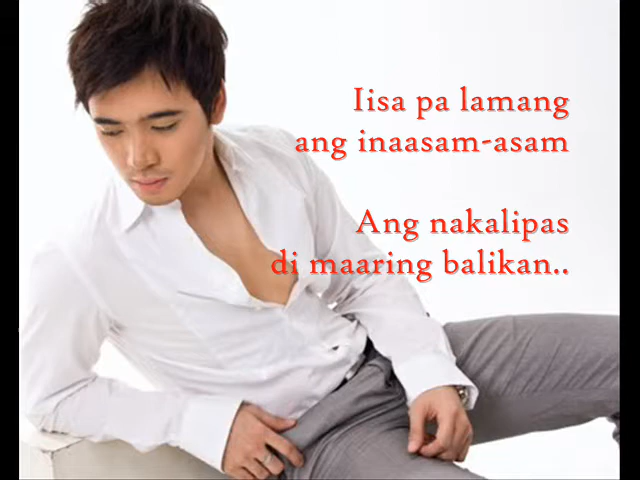 Iisa pa lamang
ang inaasam-asam
Ang nakalipas
di maaring balikan..